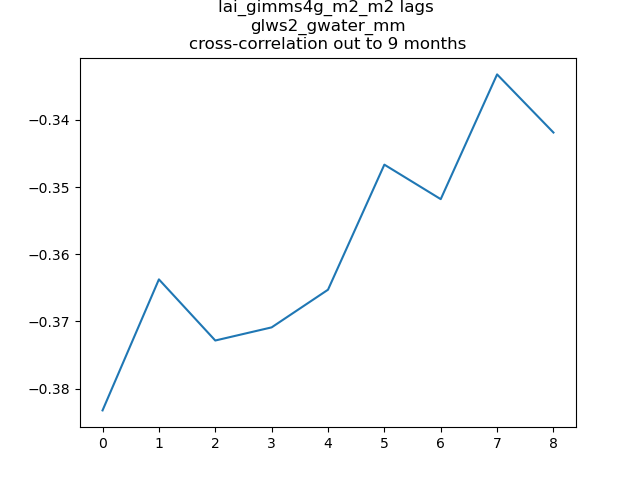 lai_gimms4g_m2_m2 lags
glws2_gwater_mm
cross-correlation out to 9 months
−0.34
−0.35
−0.36
−0.37
−0.38
0 1 2 3 4 5 6 7 8